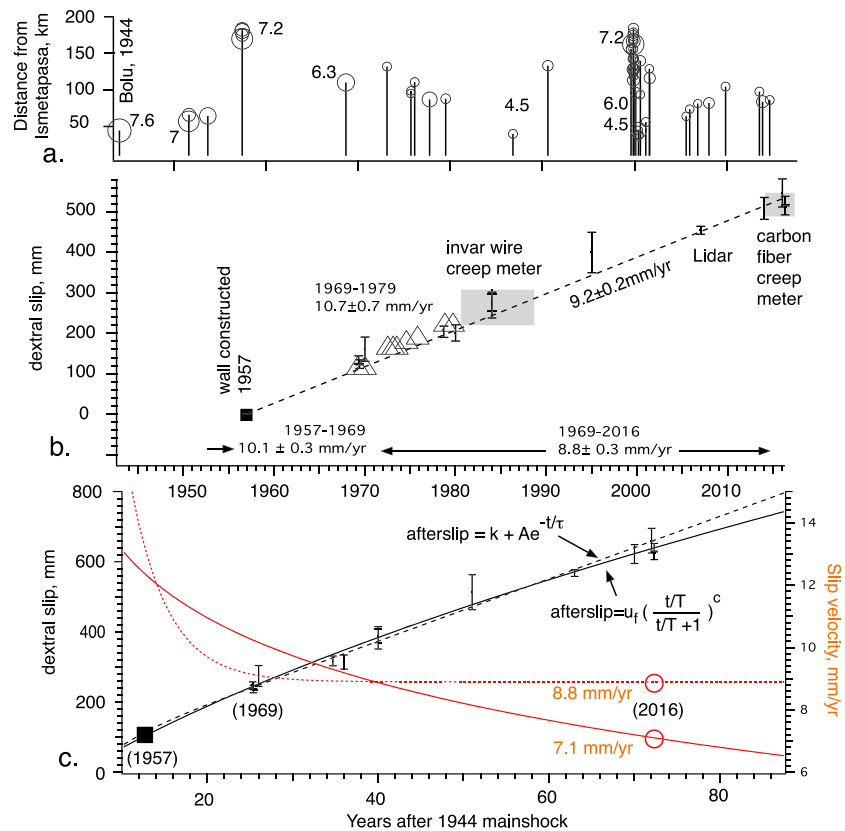 200
150
100
50
Distance from
Ismetapasa, km
a.
Bolu, 1944
7.6
7
7.2
6.3
4.5
7.2
6.0
4.5
500
400
300
200
100
0
dextral slip, mm
b.
wall constructed
1957
1969-1979
10.7±0.7 mm/yr
invar wire
creep meter
9.2±0.2mm/yr
Lidar
carbon
fiber
creep
meter
1957-1969
10.1 ± 0.3 mm/yr
1969-2016
8.8± 0.3 mm/yr
1950
1960
1970
1980
1990
2000
2010
800
600
400
200
0
dextral slip, mm
c.
afterslip = k + Ae-t/τ
afterslip=uf ( t/T
t/T +1 ) c
14
12
10
8
6
Slip velocity, mm/yr
8.8 mm/yr
7.1 mm/yr
(1957)
(1969)
(2016)
20
40
60
80
Years after 1944 mainshock